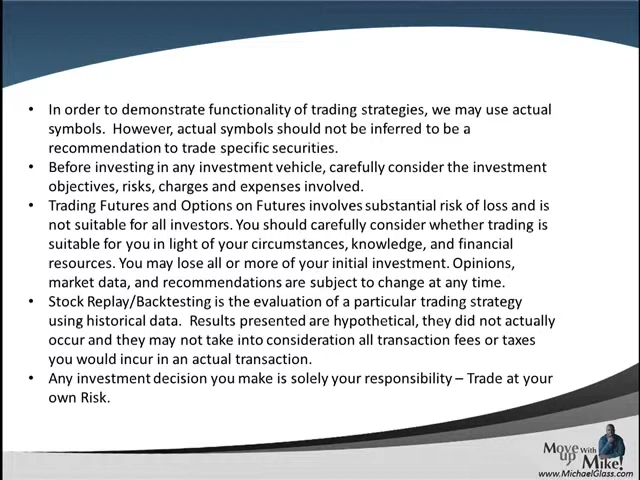 • In order to demonstrate functionality of trading strategies, we may use actual
symbols.  However, actual symbols should not be inferred to be a
recommendation to trade specific securities.
• Before investing in any investment vehicle, carefully consider the investment
objectives, risks, charges and expenses involved.
• Trading Futures and Options on Futures involves substantial risk of loss and is
not suitable for all investors. You should carefully consider whether trading is
suitable for you in light of your circumstances, knowledge, and financial
resources. You may lose all or more of your initial investment. Opinions,
market data, and recommendations are subject to change at any time.
• Stock Replay/Backtesting is the evaluation of a particular trading strategy
using historical data.  Results presented are hypothetical, they did not actually
occur and they may not take into consideration all transaction fees or taxes
you would incur in an actual transaction.
• Any investment decision you make is solely your responsibility – Trade at your
own Risk.
Move up With Mike!
www.MichaelGlass.com